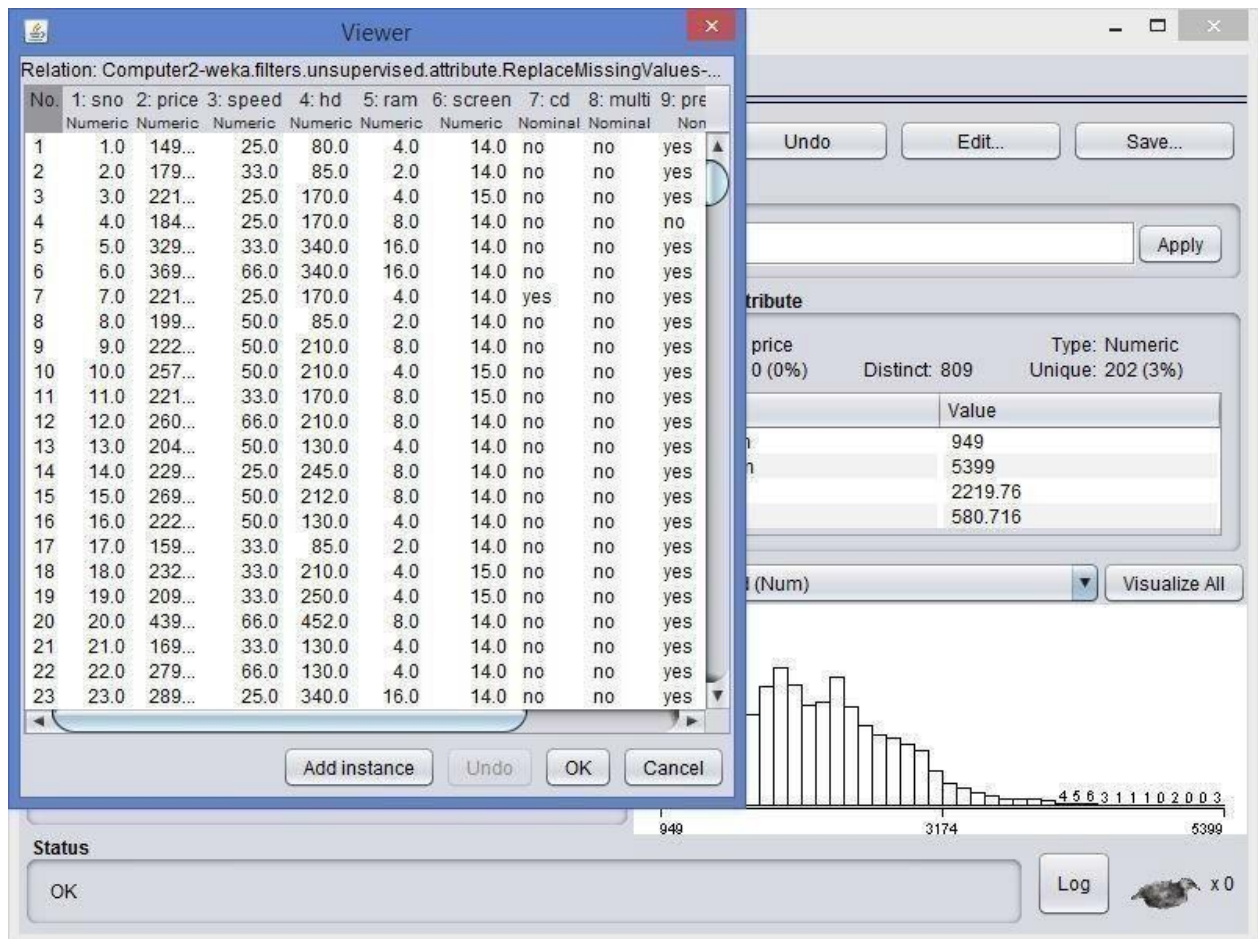 Viewer
Relation: Computer2-weka.filters.unsupervised.attribute.ReplaceMissingValues-...
No. 1: sno 2: price 3: speed 4: hd 5: ram 6: screen 7: cd 8: multi 9: pre
Numeric Numeric Numeric Numeric Numeric Numeric Nominal Nominal Non
1 1.0 149... 25.0 80.0 4.0 14.0 no no yes
2 2.0 179... 33.0 85.0 2.0 14.0 no no yes
3 3.0 221... 25.0 170.0 4.0 15.0 no no yes
4 4.0 184... 25.0 170.0 8.0 14.0 no no no
5 5.0 329... 33.0 340.0 16.0 14.0 no no yes
6 6.0 369... 66.0 340.0 16.0 14.0 no no yes
7 7.0 221... 25.0 170.0 4.0 14.0 yes no yes
8 8.0 199... 50.0 85.0 2.0 14.0 no no yes
9 9.0 222... 50.0 210.0 8.0 14.0 no no yes
10 10.0 257... 50.0 210.0 4.0 15.0 no no yes
11 11.0 221... 33.0 170.0 8.0 15.0 no no yes
12 12.0 260... 66.0 210.0 8.0 14.0 no no yes
13 13.0 204... 50.0 130.0 4.0 14.0 no no yes
14 14.0 229... 25.0 245.0 8.0 14.0 no no yes
15 15.0 269... 50.0 212.0 8.0 14.0 no no yes
16 16.0 222... 50.0 130.0 4.0 14.0 no no yes
17 17.0 159... 33.0 85.0 2.0 14.0 no no yes
18 18.0 232... 33.0 210.0 4.0 15.0 no no yes
19 19.0 209... 33.0 250.0 4.0 15.0 no no yes
20 20.0 439... 66.0 452.0 8.0 14.0 no no yes
21 21.0 169... 33.0 130.0 4.0 14.0 no no yes
22 22.0 279... 66.0 130.0 4.0 14.0 no no yes
23 23.0 289... 25.0 340.0 16.0 14.0 no no yes
Add instance Undo OK Cancel
Undo Edit... Save...
Apply
tribute
price Type: Numeric
0 (0%) Distinct: 809 Unique: 202 (3%)
Value
949
5399
2219.76
580.716
(Num) Visualize All
4 5 6 3 1 1 1 0 2 0 0 3
949 3174 5399
Status
OK
Log x 0